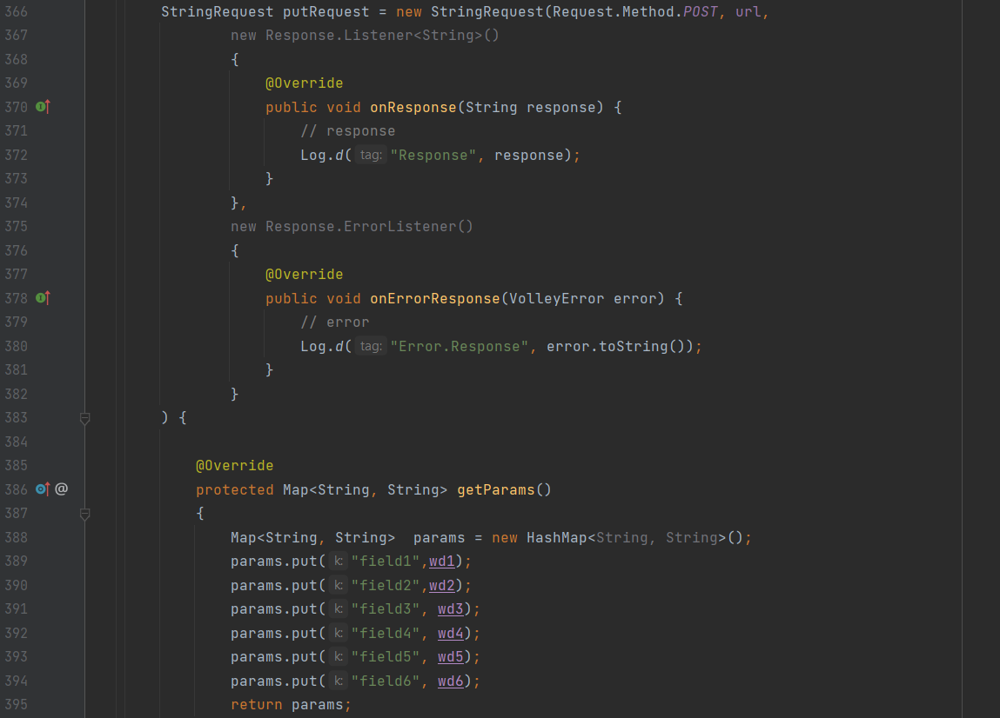 366 StringRequest putRequest = new StringRequest(Request.Method.POST, url,
367 new Response.Listener<String>()
368 {
369 @Override
370 public void onResponse(String response) {
371 // response
372 Log.d( tag: "Response", response);
373 }
374 },
375 new Response.ErrorListener()
376 {
377 @Override
378 public void onErrorResponse(VolleyError error) {
379 // error
380 Log.d( tag: "Error.Response", error.toString());
381 }
382 }
383 ) {
384
385 @Override
386 @ protected Map<String, String> getParams()
387 {
388 Map<String, String>  params = new HashMap<String, String>();
389 params.put( k: "field1",wd1);
390 params.put( k: "field2",wd2);
391 params.put( k: "field3", wd3);
392 params.put( k: "field4", wd4);
393 params.put( k: "field5", wd5);
394 params.put( k: "field6", wd6);
395 return params;